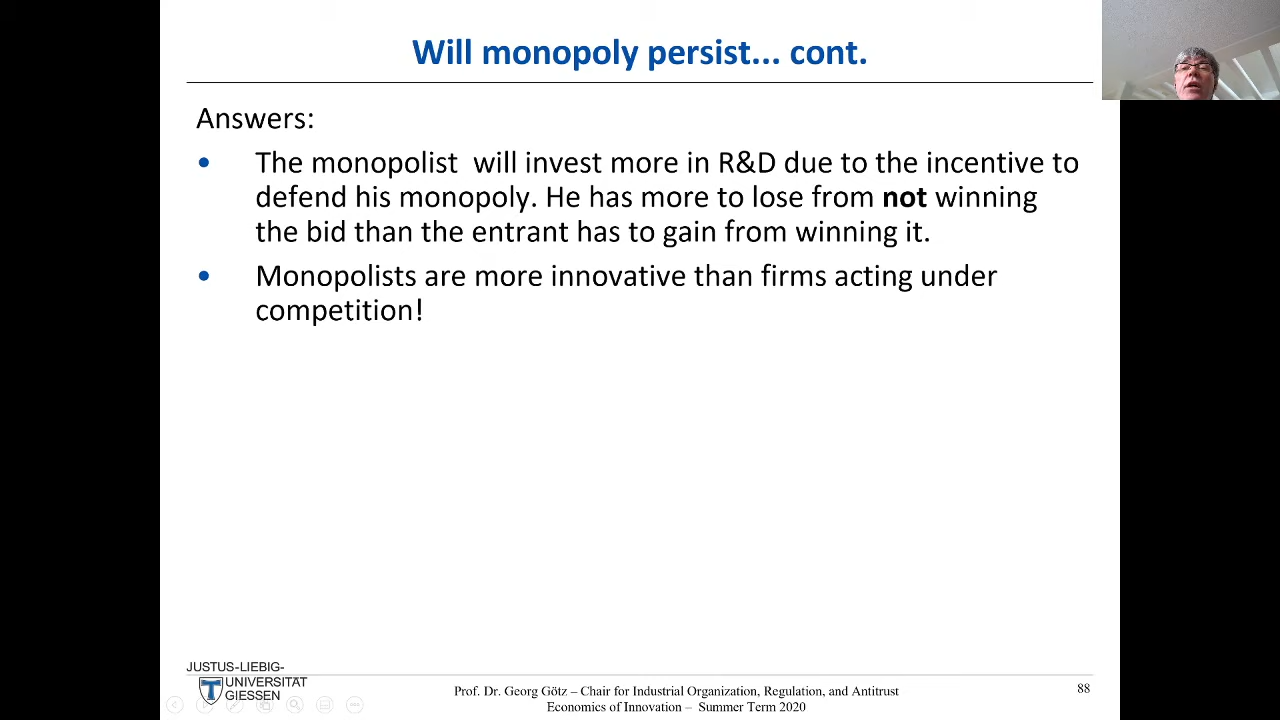 Will monopoly persist... cont.
Answers:
• The monopolist will invest more in R&D due to the incentive to
defend his monopoly. He has more to lose from not winning
the bid than the entrant has to gain from winning it.
• Monopolists are more innovative than firms acting under
competition!
JUSTUS-LIEBIG-
UNIVERSITÄT
GIESSEN
Prof. Dr. Georg Götz – Chair for Industrial Organization, Regulation, and Antitrust
Economics of Innovation – Summer Term 2020
88